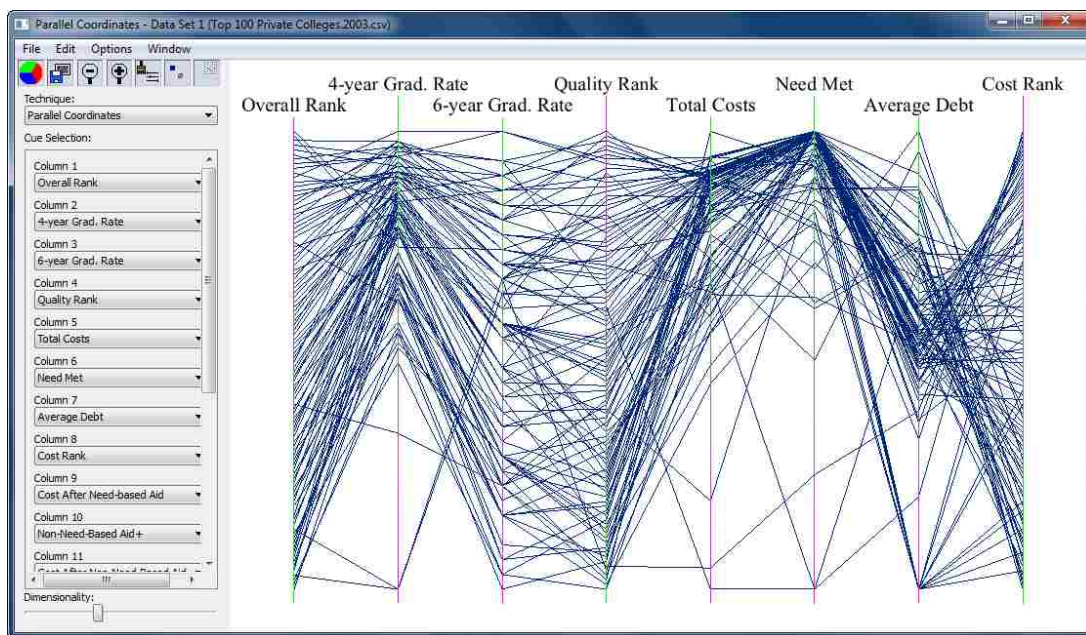 Parallel Coordinates - Data Set 1 (Top 100 Private Colleges.2003.csv)
File Edit Options Window
Technique:
Parallel Coordinates
Cue Selection:
Column 1
Overall Rank
Column 2
4-year Grad. Rate
Column 3
6-year Grad. Rate
Column 4
Quality Rank
Column 5
Total Costs
Column 6
Need Met
Column 7
Average Debt
Column 8
Cost Rank
Column 9
Cost After Need-based Aid
Column 10
Non-Need-Based Aid+
Column 11
Dimensionality:
4-year Grad. Rate Quality Rank Need Met Cost Rank
Overall Rank 6-year Grad. Rate Total Costs Average Debt